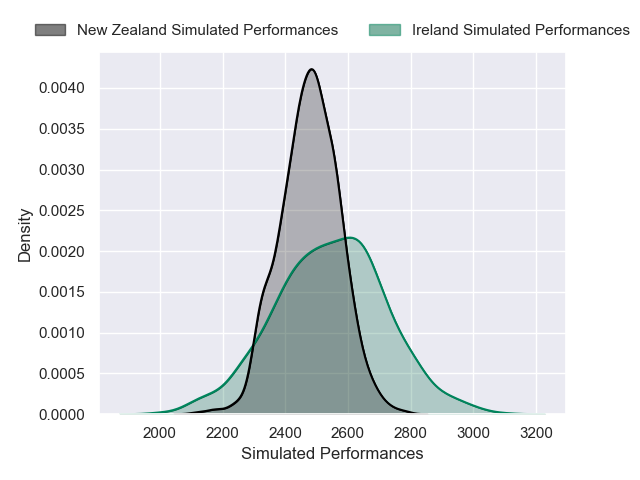 New Zealand Simulated Performances
Ireland Simulated Performances
0.0040
0.0035
0.0030
0.0025
0.0020
0.0015
0.0010
0.0005
0.0000
Density
2000 2200 2400 2600 2800 3000 3200
Simulated Performances